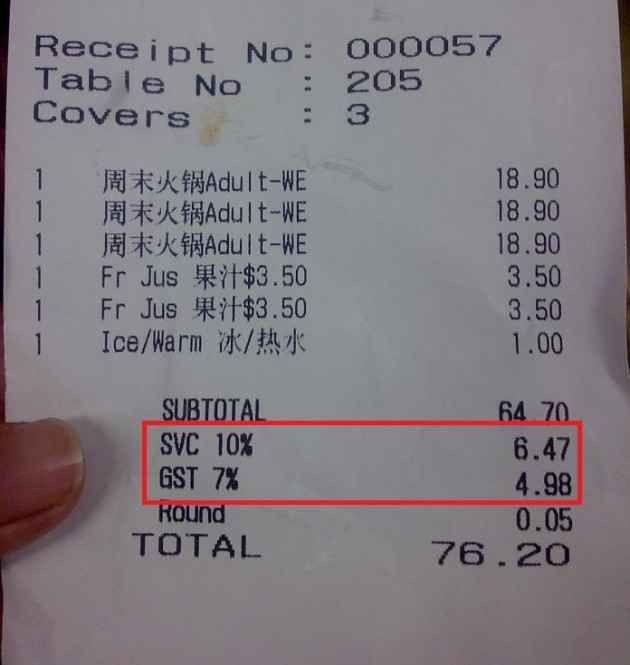 Receipt No: 000057
Table No : 205
Covers : 3
1 周末火锅Adult-WE 18.90
1 周末火锅Adult-WE 18.90
1 周末火锅Adult-WE 18.90
1 Fr Jus 果汁$3.50 3.50
1 Fr Jus 果汁$3.50 3.50
1 Ice/Warm 冰/热水 1.00
SUBTOTAL 64.70
SVC 10% 6.47
GST 7% 4.98
Round 0.05
TOTAL 76.20